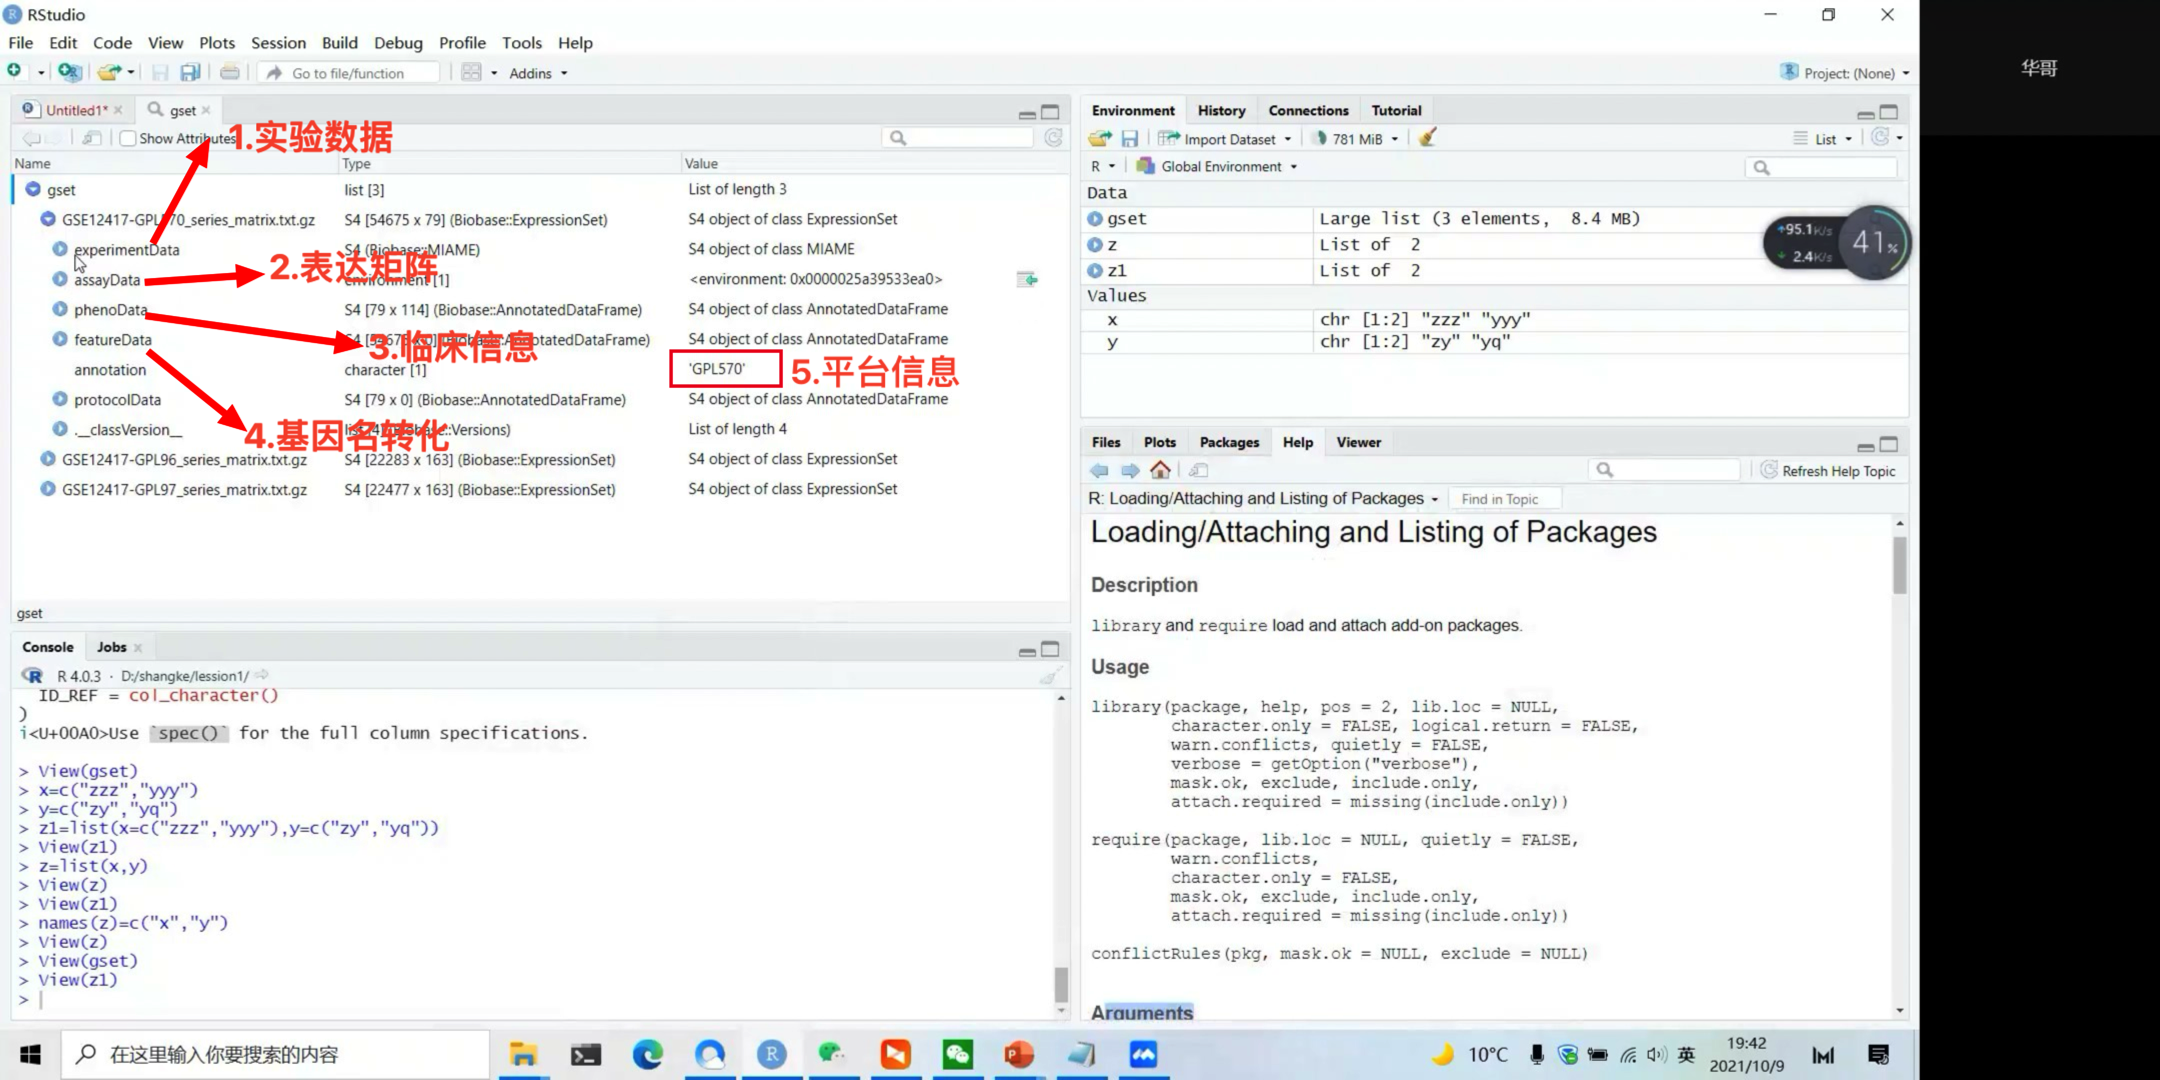 RStudio
File Edit Code View Plots Session Build Debug Profile Tools Help
Go to file/function Addins Project: (None)
华哥
Untitled1* gset
Show Attributes
1.实验数据
Name Type Value
gset list [3] List of length 3
GSE12417-GPL570_series_matrix.txt.gz S4 [54675 x 79] (Biobase::ExpressionSet) S4 object of class ExpressionSet
experimentData S4 (Biobase::MIAME) S4 object of class MIAME
2.表达矩阵
assayData environment [1] <environment: 0x0000025a39533ea0>
phenoData S4 [79 x 114] (Biobase::AnnotatedDataFrame) S4 object of class AnnotatedDataFrame
featureData S4 [54675 x 0] (Biobase::AnnotatedDataFrame) S4 object of class AnnotatedDataFrame
3.临床信息
annotation character [1] 'GPL570'
5.平台信息
protocolData S4 [79 x 0] (Biobase::AnnotatedDataFrame) S4 object of class AnnotatedDataFrame
.__classVersion__ list [4] (Biobase::Versions) List of length 4
4.基因名转化
GSE12417-GPL96_series_matrix.txt.gz S4 [22283 x 163] (Biobase::ExpressionSet) S4 object of class ExpressionSet
GSE12417-GPL97_series_matrix.txt.gz S4 [22477 x 163] (Biobase::ExpressionSet) S4 object of class ExpressionSet
gset
Console Jobs
R 4.0.3 · D:/shangke/lession1/
ID_REF = col_character()
)
i<U+00A0>Use `spec()` for the full column specifications.
> View(gset)
> x=c("zzz","yyy")
> y=c("zy","yq")
> z1=list(x=c("zzz","yyy"),y=c("zy","yq"))
> View(z1)
> z=list(x,y)
> View(z)
> View(z1)
> names(z)=c("x","y")
> View(z)
> View(gset)
> View(z1)
>
Environment History Connections Tutorial
Import Dataset 781 MiB List
R Global Environment
Data
gset Large list (3 elements, 8.4 MB)
z List of 2
z1 List of 2
Values
x chr [1:2] "zzz" "yyy"
y chr [1:2] "zy" "yq"
95.1K/s
2.4K/s
41%
Files Plots Packages Help Viewer
Refresh Help Topic
R: Loading/Attaching and Listing of Packages Find in Topic
Loading/Attaching and Listing of Packages
Description
library and require load and attach add-on packages.
Usage
library(package, help, pos = 2, lib.loc = NULL,
character.only = FALSE, logical.return = FALSE,
warn.conflicts, quietly = FALSE,
verbose = getOption("verbose"),
mask.ok, exclude, include.only,
attach.required = missing(include.only))
require(package, lib.loc = NULL, quietly = FALSE,
warn.conflicts,
character.only = FALSE,
mask.ok, exclude, include.only,
attach.required = missing(include.only))
conflictRules(pkg, mask.ok = NULL, exclude = NULL)
Arguments
在这里输入你要搜索的内容
10°C 英 19:42
2021/10/9